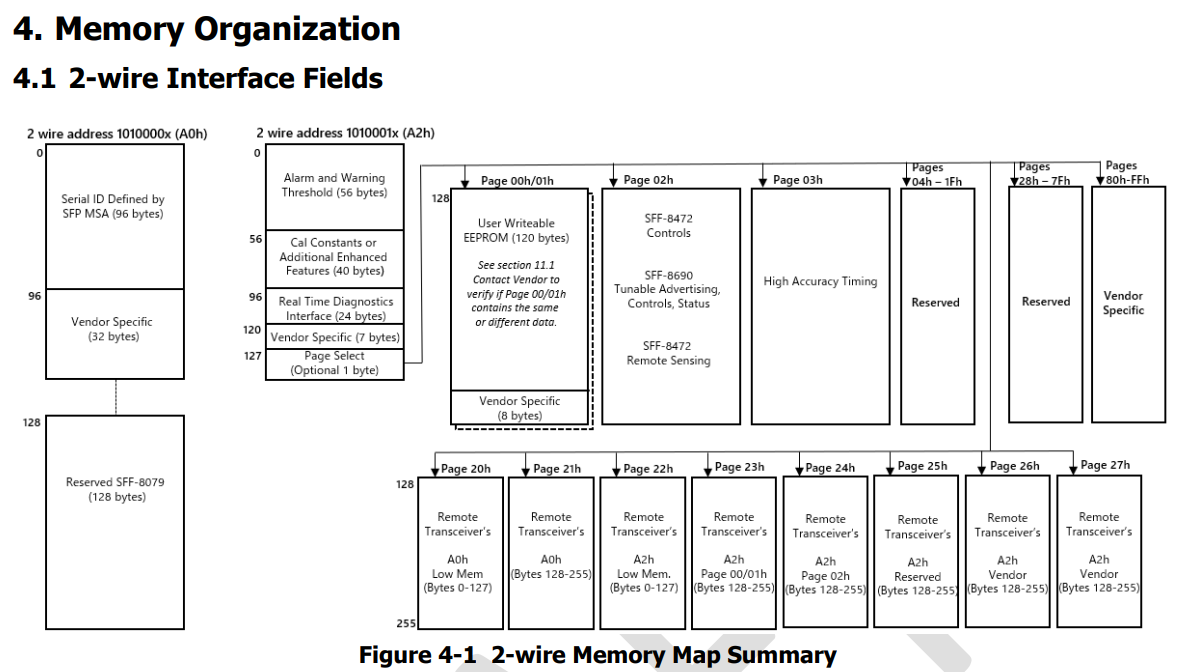 4. Memory Organization
4.1 2-wire Interface Fields
2 wire address 1010000x (A0h)
0
Serial ID Defined by
SFP MSA (96 bytes)
96
Vendor Specific
(32 bytes)
128
Reserved SFF-8079
(128 bytes)
2 wire address 1010001x (A2h)
0
Alarm and Warning
Threshold (56 bytes)
56
Cal Constants or
Additional Enhanced
Features (40 bytes)
96
Real Time Diagnostics
Interface (24 bytes)
120
Vendor Specific (7 bytes)
127
Page Select
(Optional 1 byte)
Page 00h/01h
128
User Writeable
EEPROM (120 bytes)
See section 11.1
Contact Vendor to
verify if Page 00/01h
contains the same
or different data.
Vendor Specific
(8 bytes)
Page 02h
SFF-8472
Controls
SFF-8690
Tunable Advertising,
Controls, Status
SFF-8472
Remote Sensing
Page 03h
High Accuracy Timing
Pages
04h – 1Fh
Reserved
Pages
28h – 7Fh
Reserved
Pages
80h-FFh
Vendor
Specific
128
255
Page 20h
Remote
Transceiver's
A0h
Low Mem
(Bytes 0-127)
Page 21h
Remote
Transceiver's
A0h
(Bytes 128-255)
Page 22h
Remote
Transceiver's
A2h
Low Mem.
(Bytes 0-127)
Page 23h
Remote
Transceiver's
A2h
Page 00/01h
(Bytes 128-255)
Page 24h
Remote
Transceiver's
A2h
Page 02h
(Bytes 128-255)
Page 25h
Remote
Transceiver's
A2h
Reserved
(Bytes 128-255)
Page 26h
Remote
Transceiver's
A2h
Vendor
(Bytes 128-255)
Page 27h
Remote
Transceiver's
A2h
Vendor
(Bytes 128-255)
Figure 4-1 2-wire Memory Map Summary